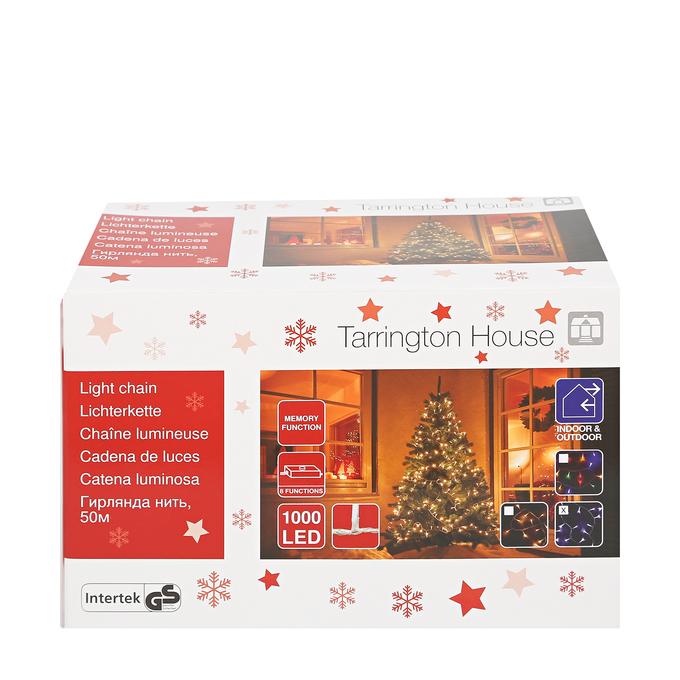 Tarrington House
Light chain
Lichterkette
Chaîne lumineuse
Cadena de luces
Catena luminosa
Гирлянда нить,
50м
Tarrington House
Light chain
Lichterkette
Chaîne lumineuse
Cadena de luces
Catena luminosa
Гирлянда нить,
50м
MEMORY
FUNCTION
8 FUNCTIONS
1000
LED
INDOOR &
OUTDOOR
X
Intertek GS